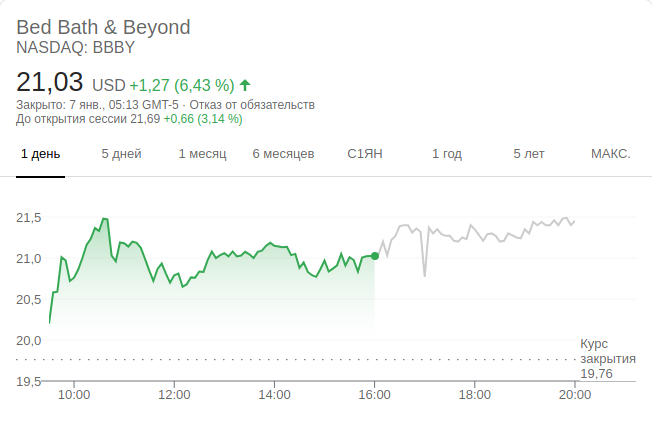 Bed Bath & Beyond
NASDAQ: BBBY
21,03 USD +1,27 (6,43 %)
Закрыто: 7 янв., 05:13 GMT-5 · Отказ от обязательств
До открытия сессии 21,69 +0,66 (3,14 %)
1 день 5 дней 1 месяц 6 месяцев С1ЯН 1 год 5 лет МАКС.
21,5
21,0
20,5
20,0
Курс
закрытия
19,76
19,5
10:00 12:00 14:00 16:00 18:00 20:00